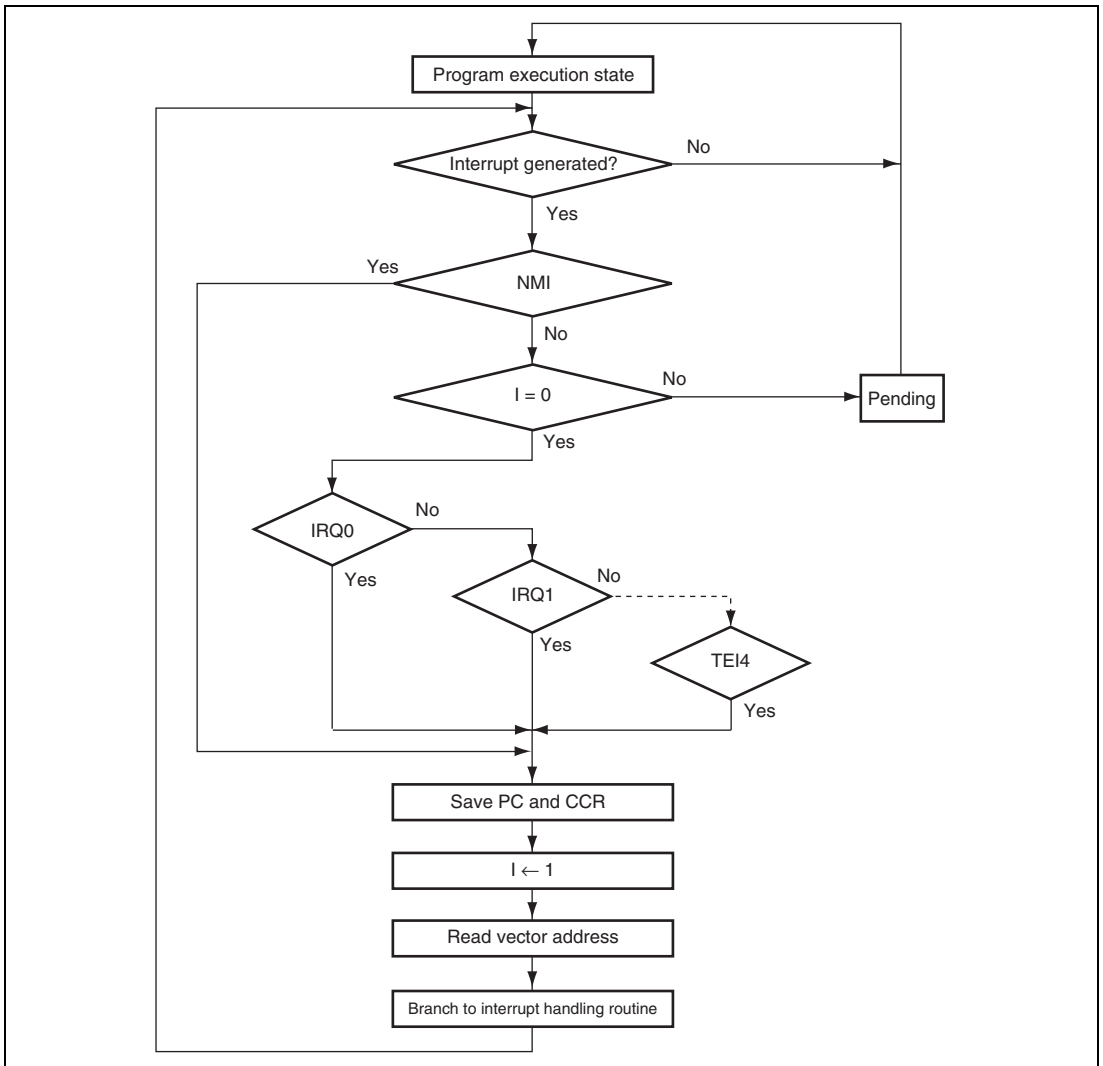 Program execution state
Interrupt generated?
No
Yes
Yes
NMI
No
I = 0
No
Pending
Yes
IRQ0
No
Yes
IRQ1
No
Yes
TEI4
Yes
Save PC and CCR
I ← 1
Read vector address
Branch to interrupt handling routine